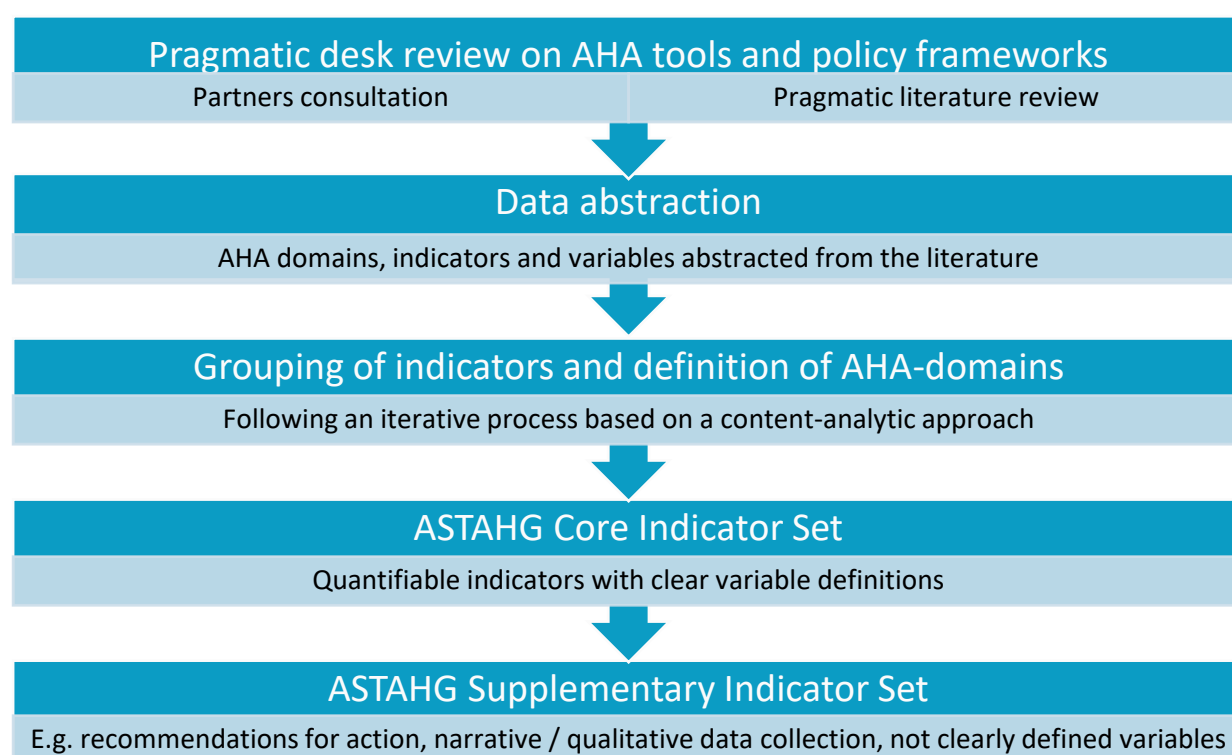 Pragmatic desk review on AHA tools and policy frameworks
Partners consultation
Pragmatic literature review
Data abstraction
AHA domains, indicators and variables abstracted from the literature
Grouping of indicators and definition of AHA-domains
Following an iterative process based on a content-analytic approach
ASTAHG Core Indicator Set
Quantifiable indicators with clear variable definitions
ASTAHG Supplementary Indicator Set
E.g. recommendations for action, narrative / qualitative data collection, not clearly defined variables